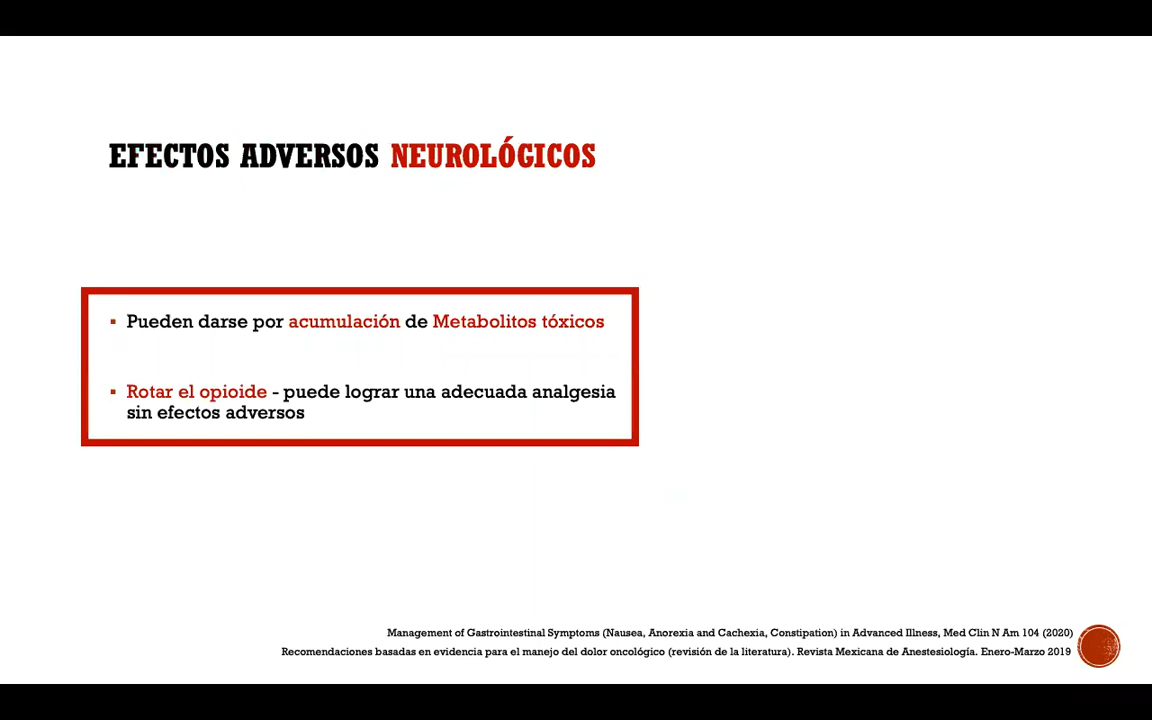 EFECTOS ADVERSOS NEUROLÓGICOS
▪ Pueden darse por acumulación de Metabolitos tóxicos
▪ Rotar el opioide - puede lograr una adecuada analgesia
sin efectos adversos
Management of Gastrointestinal Symptoms (Nausea, Anorexia and Cachexia, Constipation) in Advanced Illness, Med Clin N Am 104 (2020)
Recomendaciones basadas en evidencia para el manejo del dolor oncológico (revisión de la literatura). Revista Mexicana de Anestesiología. Enero-Marzo 2019